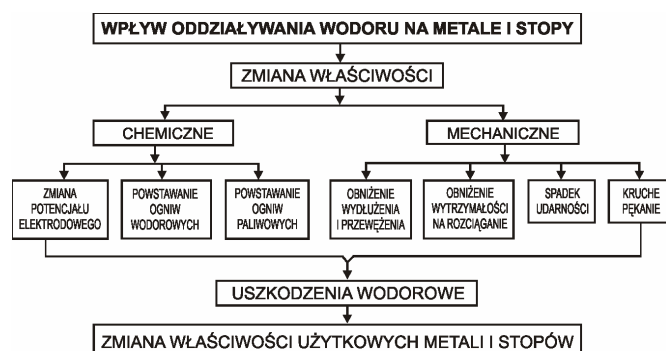 WPŁYW ODDZIAŁYWANIA WODORU NA METALE I STOPY
ZMIANA WŁAŚCIWOŚCI
CHEMICZNE
MECHANICZNE
ZMIANA
POTENCJAŁU
ELEKTRODOWEGO
POWSTAWANIE
OGNIW
WODOROWYCH
POWSTAWANIE
OGNIW
PALIWOWYCH
OBNIŻENIE
WYDŁUŻENIA
I PRZEWĘŻENIA
OBNIŻENIE
WYTRZYMAŁOŚCI
NA ROZCIĄGANIE
SPADEK
UDARNOŚCI
KRUCHE
PĘKANIE
USZKODZENIA WODOROWE
ZMIANA WŁAŚCIWOŚCI UŻYTKOWYCH METALI I STOPÓW